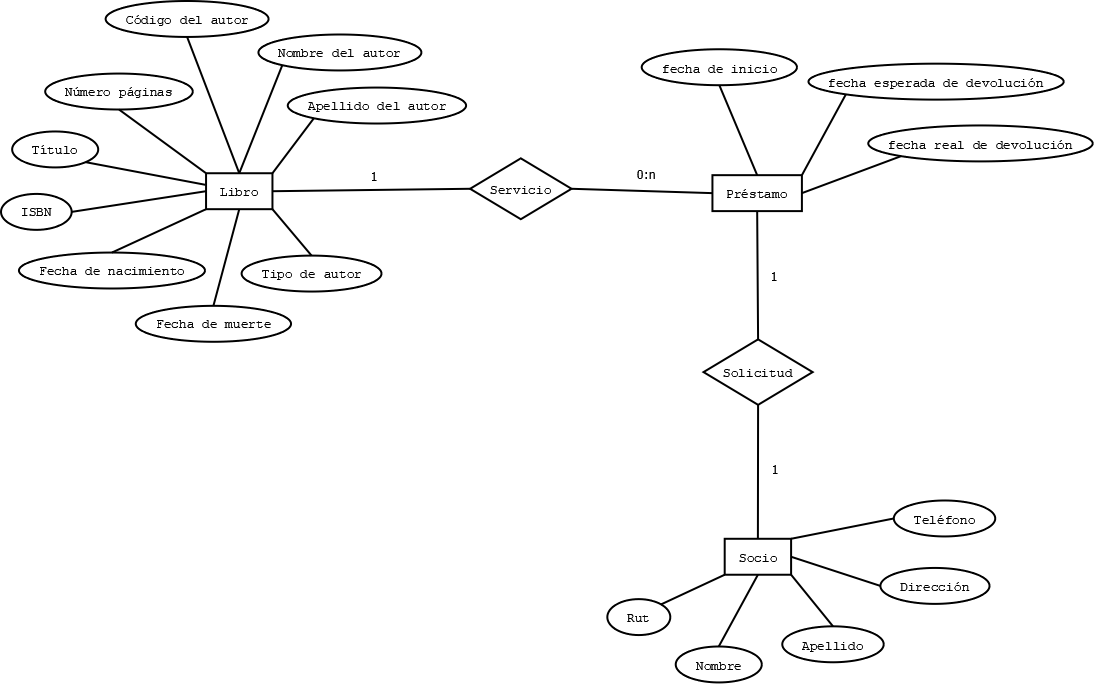 Código del autor
Nombre del autor
Número páginas
Apellido del autor
Título
ISBN
Libro
Fecha de nacimiento
Tipo de autor
Fecha de muerte
1
Servicio
0:n
fecha de inicio
fecha esperada de devolución
fecha real de devolución
Préstamo
1
Solicitud
1
Socio
Teléfono
Dirección
Rut
Apellido
Nombre